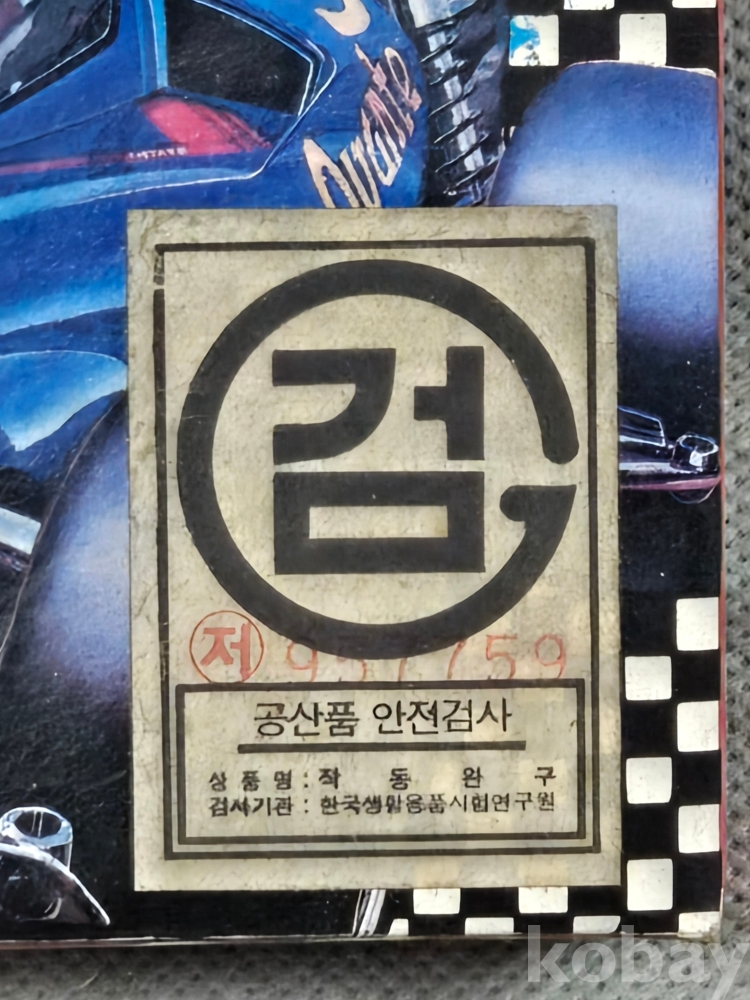 검
저 957759
공산품 안전검사
상품명 : 작동완구
검사기관 : 한국생활용품시험연구원
kobay